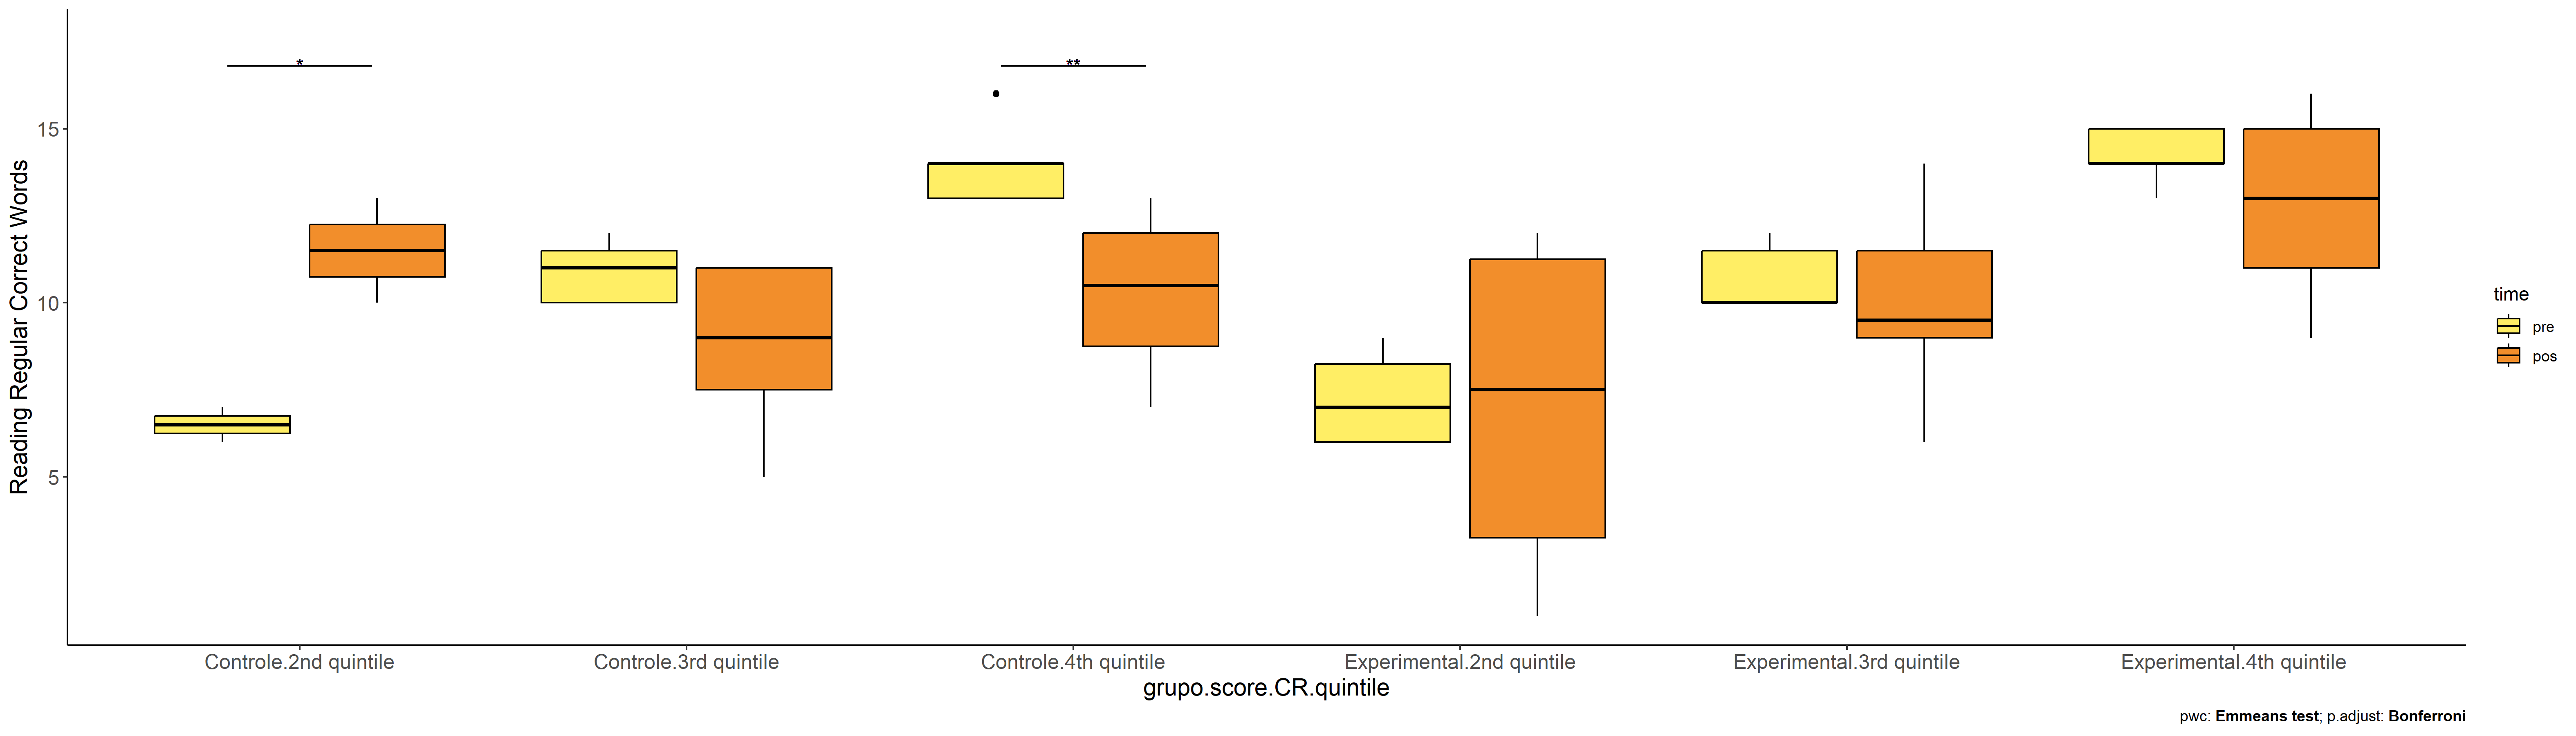 *
**
Reading Regular Correct Words
15
10
5
Controle.2nd quintile
Controle.3rd quintile
Controle.4th quintile
Experimental.2nd quintile
Experimental.3rd quintile
Experimental.4th quintile
grupo.score.CR.quintile
time
pre
pos
pwc: Emmeans test; p.adjust: Bonferroni